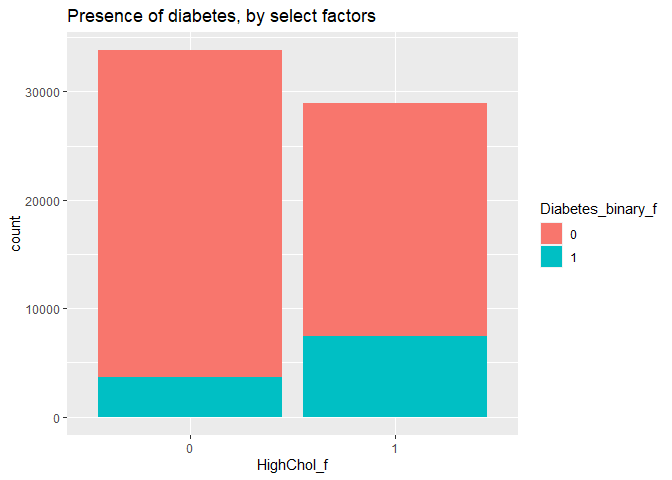 Presence of diabetes, by select factors
30000
20000
10000
0
count
0
1
HighChol_f
Diabetes_binary_f
0
1